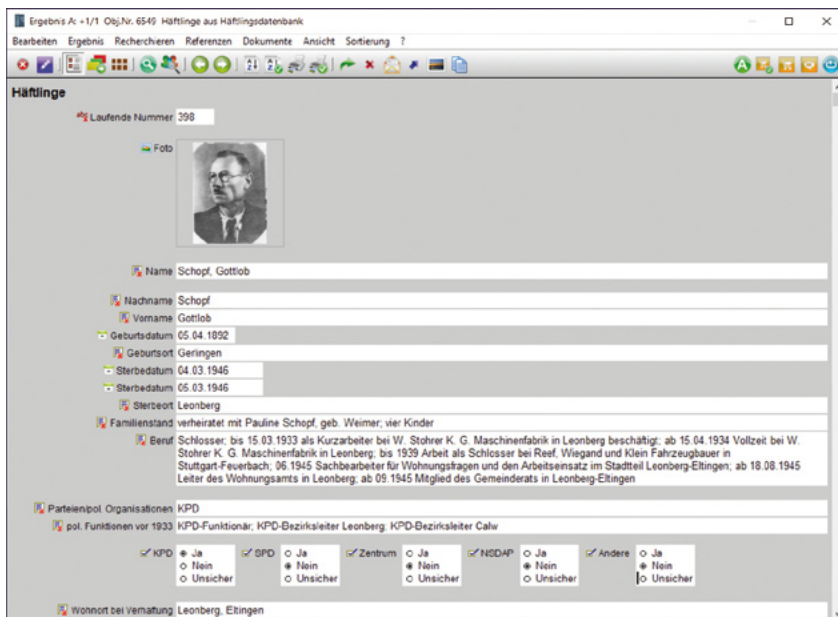 Ergebnis A: +1/1 Obj.Nr. 6549 Häftlinge aus Häftlingsdatenbank
Bearbeiten Ergebnis Recherchieren Referenzen Dokumente Ansicht Sortierung ?
Häftlinge
Laufende Nummer 398
Foto
Name Schopf, Gottlob
Nachname Schopf
Vorname Gottlob
Geburtsdatum 05.04.1892
Geburtsort Gerlingen
Sterbedatum 04.03.1946
Sterbedatum 05.03.1946
Sterbeort Leonberg
Familienstand verheiratet mit Pauline Schopf, geb. Weimer; vier Kinder
Beruf Schlosser; bis 15.03.1933 als Kurzarbeiter bei W. Stohrer K. G. Maschinenfabrik in Leonberg beschäftigt; ab 15.04.1934 Vollzeit bei W.
Stohrer K. G. Maschinenfabrik in Leonberg; bis 1939 Arbeit als Schlosser bei Reef, Wiegand und Klein Fahrzeugbauer in
Stuttgart-Feuerbach; 06.1945 Sachbearbeiter für Wohnungsfragen und den Arbeitseinsatz im Stadtteil Leonberg-Eltingen; ab 18.08.1945
Leiter des Wohnungsamts in Leonberg; ab 09.1945 Mitglied des Gemeinderats in Leonberg-Eltingen
Parteien/pol. Organisationen KPD
pol. Funktionen vor 1933 KPD-Funktionär; KPD-Bezirksleiter Leonberg; KPD-Bezirksleiter Calw
KPD Ja SPD Ja Zentrum Ja NSDAP Ja Andere Ja
Nein Nein Nein Nein Nein
Unsicher Unsicher Unsicher Unsicher Unsicher
Wohnort bei Verhaftung Leonberg, Eltingen